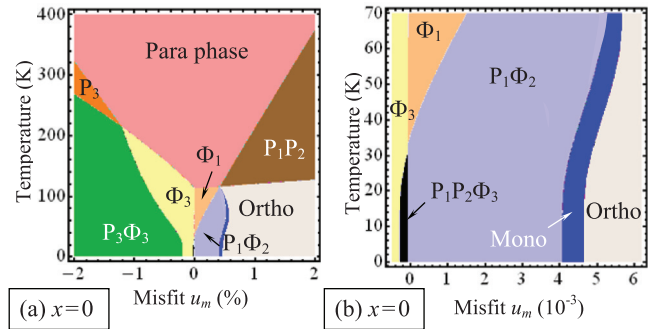 400
300
200
100
0
Temperature (K)
Para phase
P₃
Φ₁
P₁P₂
Φ₃
P₃Φ₃
Ortho
P₁Φ₂
−2 −1 0 1 2
(a) x=0
Misfit uₘ (%)
70
60
50
40
30
20
10
0
Temperature (K)
Φ₁
P₁Φ₂
Φ₃
P₁P₂Φ₃
Ortho
Mono
0 1 2 3 4 5 6
(b) x=0
Misfit uₘ (10⁻³)